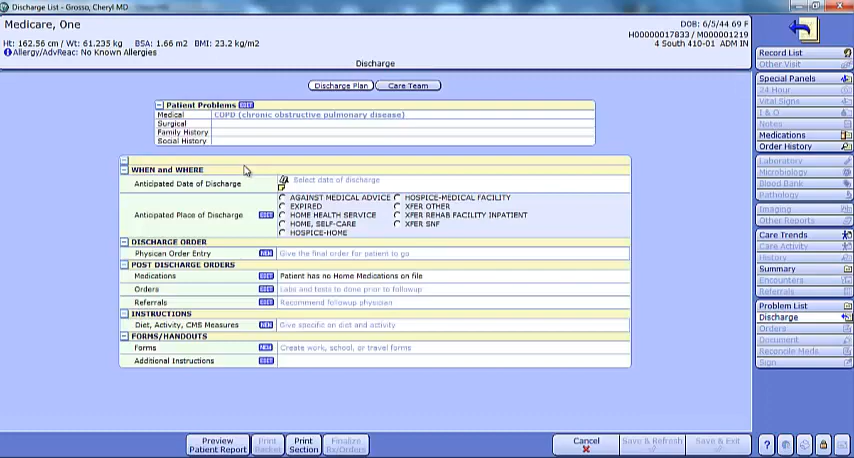 Discharge List - Grosso, Cheryl MD
Medicare, One
DOB: 6/5/44 69 F
Ht: 162.56 cm / Wt: 61.235 kg BSA: 1.66 m2 BMI: 23.2 kg/m2
H00000017833 / M000001219
Allergy/AdvReac: No Known Allergies
4 South 410-01 ADM IN
Discharge
Discharge Plan Care Team
Patient Problems EDIT
Medical COPD (chronic obstructive pulmonary disease)
Surgical
Family History
Social History
WHEN and WHERE
Anticipated Date of Discharge Select date of discharge
Anticipated Place of Discharge EDIT
AGAINST MEDICAL ADVICE HOSPICE-MEDICAL FACILITY
EXPIRED XFER OTHER
HOME HEALTH SERVICE XFER REHAB FACILITY INPATIENT
HOME, SELF-CARE XFER SNF
HOSPICE-HOME
DISCHARGE ORDER
Physician Order Entry NEW Give the final order for patient to go
POST DISCHARGE ORDERS
Medications EDIT Patient has no Home Medications on file
Orders EDIT Labs and tests to be done prior to followup
Referrals EDIT Recommend followup physician
INSTRUCTIONS
Diet, Activity, CMS Measures NEW Give specific on diet and activity
FORMS/HANDOUTS
Forms NEW Create work, school, or travel forms
Additional Instructions EDIT
Record List
Other Visit
Special Panels
24 Hour
Vital Signs
I & O
Notes
Medications
Order History
Laboratory
Microbiology
Blood Bank
Pathology
Imaging
Other Reports
Care Trends
Care Activity
History
Summary
Encounters
Referrals
Problem List
Discharge
Orders
Document
Reconcile Meds
Sign
Preview Patient Report
Print Packet
Print Section
Finalize Rx/Orders
Cancel
Save & Refresh
Save & Exit
?